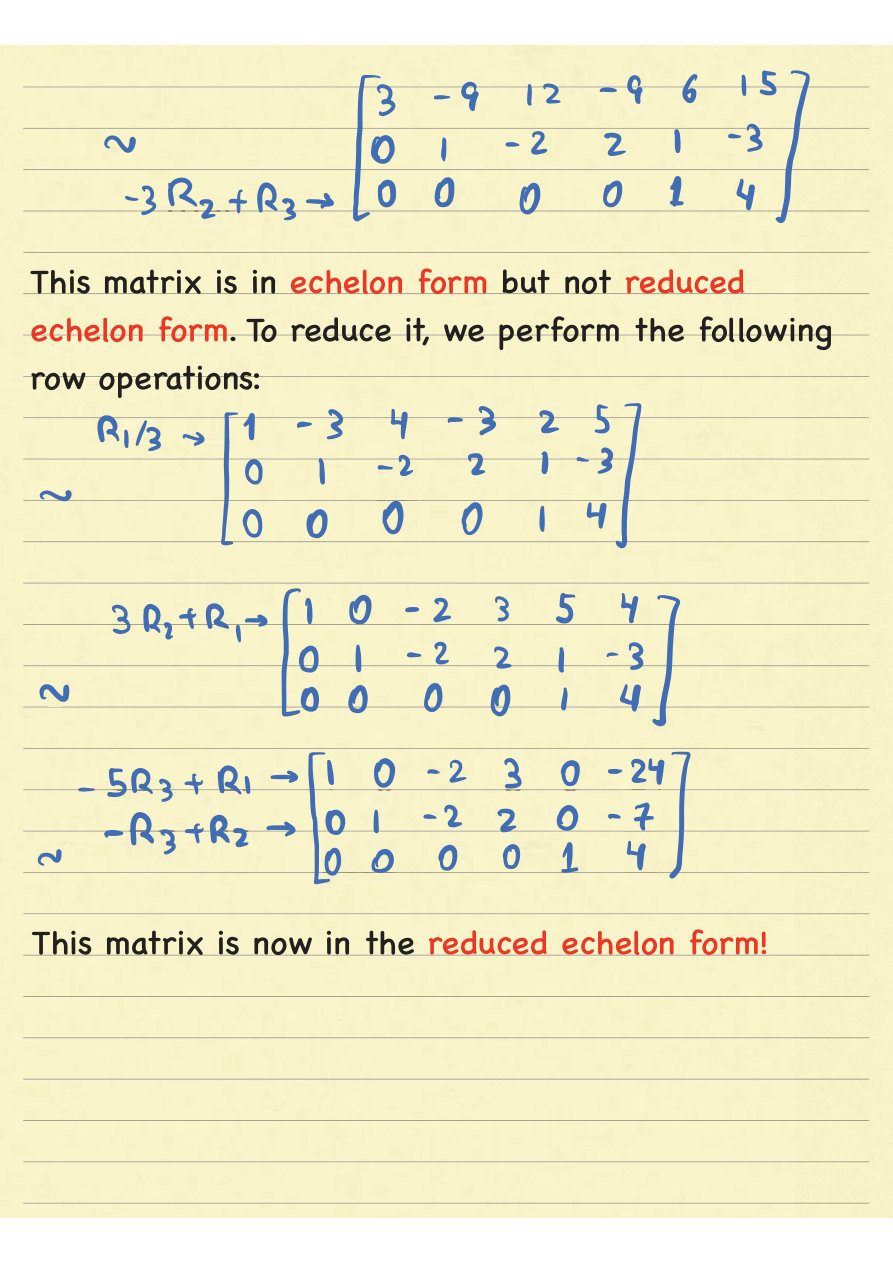 [3 -9 12 -9 6 15
~ 0 1 -2 2 1 -3
-3R₂+R₃→ 0 0 0 0 1 4]
This matrix is in echelon form but not reduced
echelon form. To reduce it, we perform the following
row operations:
R₁/3 → [1 -3 4 -3 2 5
0 1 -2 2 1 -3
~ 0 0 0 0 1 4]
3R₂+R₁→ [1 0 -2 3 5 4
0 1 -2 2 1 -3
~ 0 0 0 0 1 4]
-5R₃+R₁ → [1 0 -2 3 0 -24
-R₃+R₂ → 0 1 -2 2 0 -7
~ 0 0 0 0 1 4]
This matrix is now in the reduced echelon form!